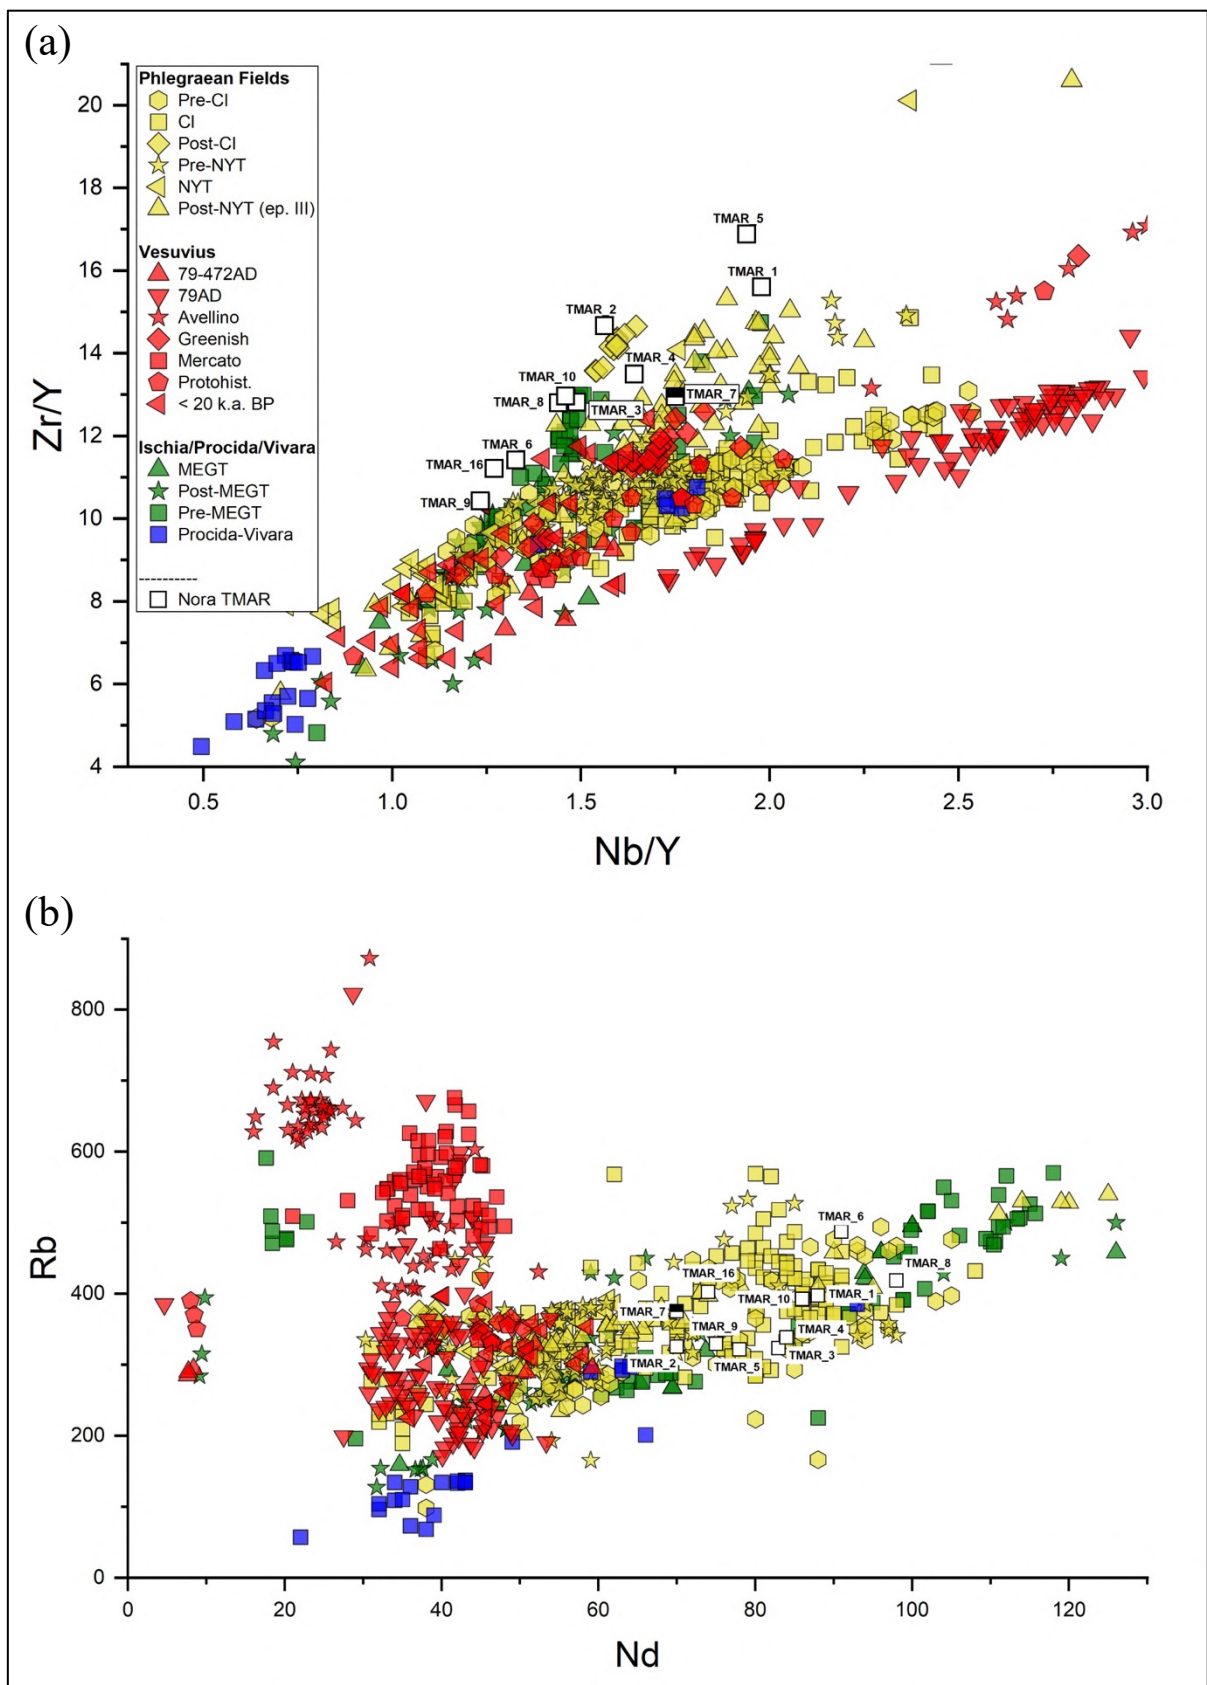 (a)
Zr/Y
20
18
16
14
12
10
8
6
4
0.5
1.0
1.5
2.0
2.5
3.0
Nb/Y
Phlegraean Fields
Pre-CI
CI
Post-CI
Pre-NYT
NYT
Post-NYT (ep. III)
Vesuvius
79-472AD
79AD
Avellino
Greenish
Mercato
Protohist.
< 20 k.a. BP
Ischia/Procida/Vivara
MEGT
Post-MEGT
Pre-MEGT
Procida-Vivara
----------
Nora TMAR
TMAR_5
TMAR_1
TMAR_2
TMAR_4
TMAR_10
TMAR_7
TMAR_8
TMAR_3
TMAR_6
TMAR_16
TMAR_9
(b)
Rb
800
600
400
200
0
0
20
40
60
80
100
120
Nd
TMAR_6
TMAR_16
TMAR_8
TMAR_10
TMAR_1
TMAR_7
TMAR_9
TMAR_4
TMAR_2
TMAR_5
TMAR_3